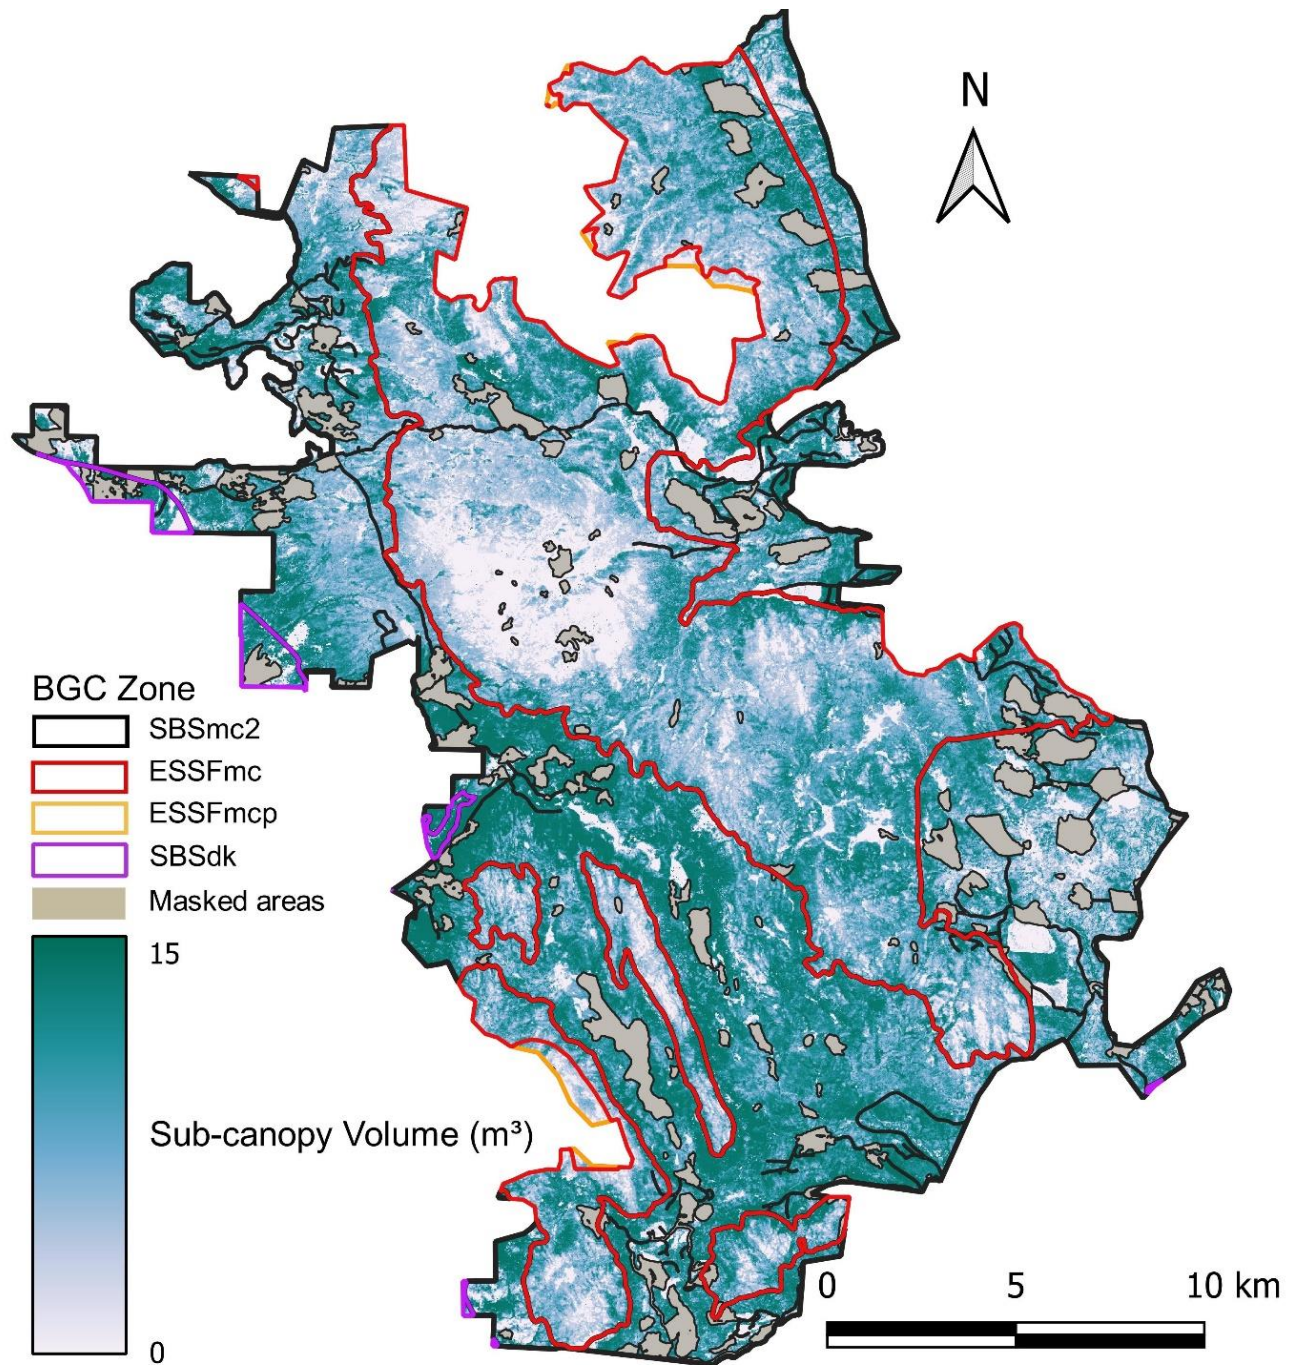 N
BGC Zone
SBSmc2
ESSFmc
ESSFmcp
SBSdk
Masked areas
15
Sub-canopy Volume (m³)
0
0 5 10 km